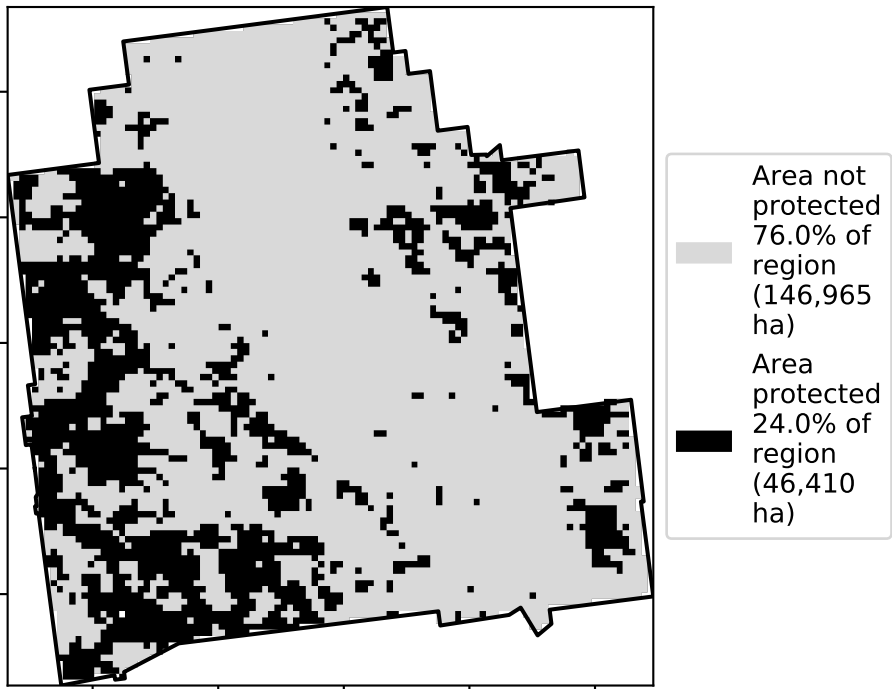 Area not
protected
76.0% of
region
(146,965
ha)
Area
protected
24.0% of
region
(46,410
ha)